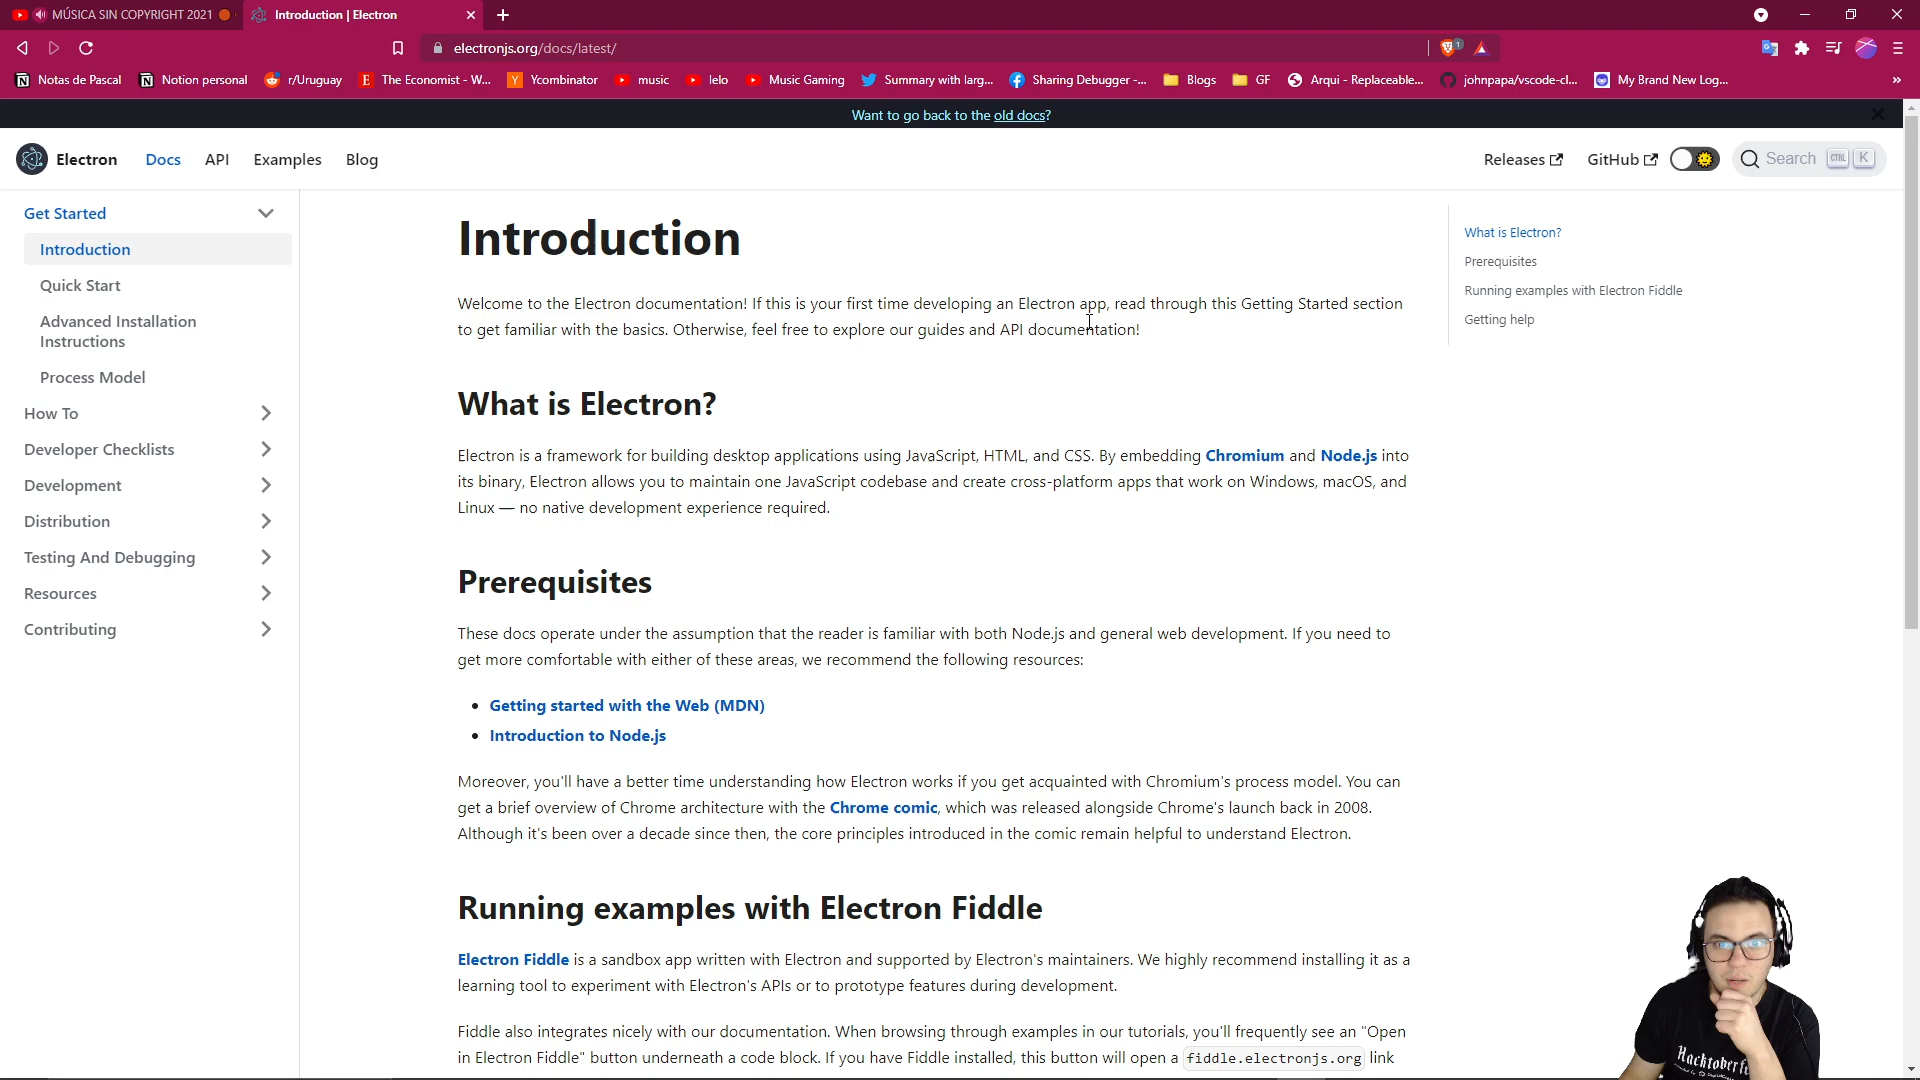 MÚSICA SIN COPYRIGHT 2021
Introduction | Electron
electronjs.org/docs/latest/
1
Notas de Pascal
Notion personal
r/Uruguay
The Economist - W...
Ycombinator
music
lelo
Music Gaming
Summary with larg...
Sharing Debugger -...
Blogs
GF
Arqui - Replaceable...
johnpapa/vscode-cl...
My Brand New Log...
»
Want to go back to the old docs?
Electron
Docs
API
Examples
Blog
Releases
GitHub
Search
CTRL
K
Get Started
Introduction
Quick Start
Advanced Installation
Instructions
Process Model
How To
Developer Checklists
Development
Distribution
Testing And Debugging
Resources
Contributing
Introduction
Welcome to the Electron documentation! If this is your first time developing an Electron app, read through this Getting Started section
to get familiar with the basics. Otherwise, feel free to explore our guides and API documentation!
What is Electron?
Electron is a framework for building desktop applications using JavaScript, HTML, and CSS. By embedding Chromium and Node.js into
its binary, Electron allows you to maintain one JavaScript codebase and create cross-platform apps that work on Windows, macOS, and
Linux — no native development experience required.
Prerequisites
These docs operate under the assumption that the reader is familiar with both Node.js and general web development. If you need to
get more comfortable with either of these areas, we recommend the following resources:
• Getting started with the Web (MDN)
• Introduction to Node.js
Moreover, you'll have a better time understanding how Electron works if you get acquainted with Chromium's process model. You can
get a brief overview of Chrome architecture with the Chrome comic, which was released alongside Chrome's launch back in 2008.
Although it's been over a decade since then, the core principles introduced in the comic remain helpful to understand Electron.
Running examples with Electron Fiddle
Electron Fiddle is a sandbox app written with Electron and supported by Electron's maintainers. We highly recommend installing it as a
learning tool to experiment with Electron's APIs or to prototype features during development.
Fiddle also integrates nicely with our documentation. When browsing through examples in our tutorials, you'll frequently see an "Open
in Electron Fiddle" button underneath a code block. If you have Fiddle installed, this button will open a fiddle.electronjs.org link
What is Electron?
Prerequisites
Running examples with Electron Fiddle
Getting help
Hacktoberf